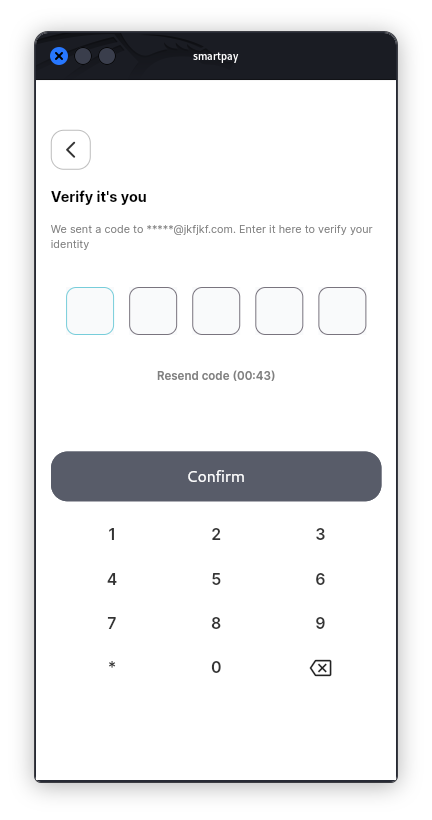 smartpay
Verify it's you
We sent a code to *****@jkfjkf.com. Enter it here to verify your
identity
Resend code (00:43)
Confirm
1 2 3
4 5 6
7 8 9
* 0